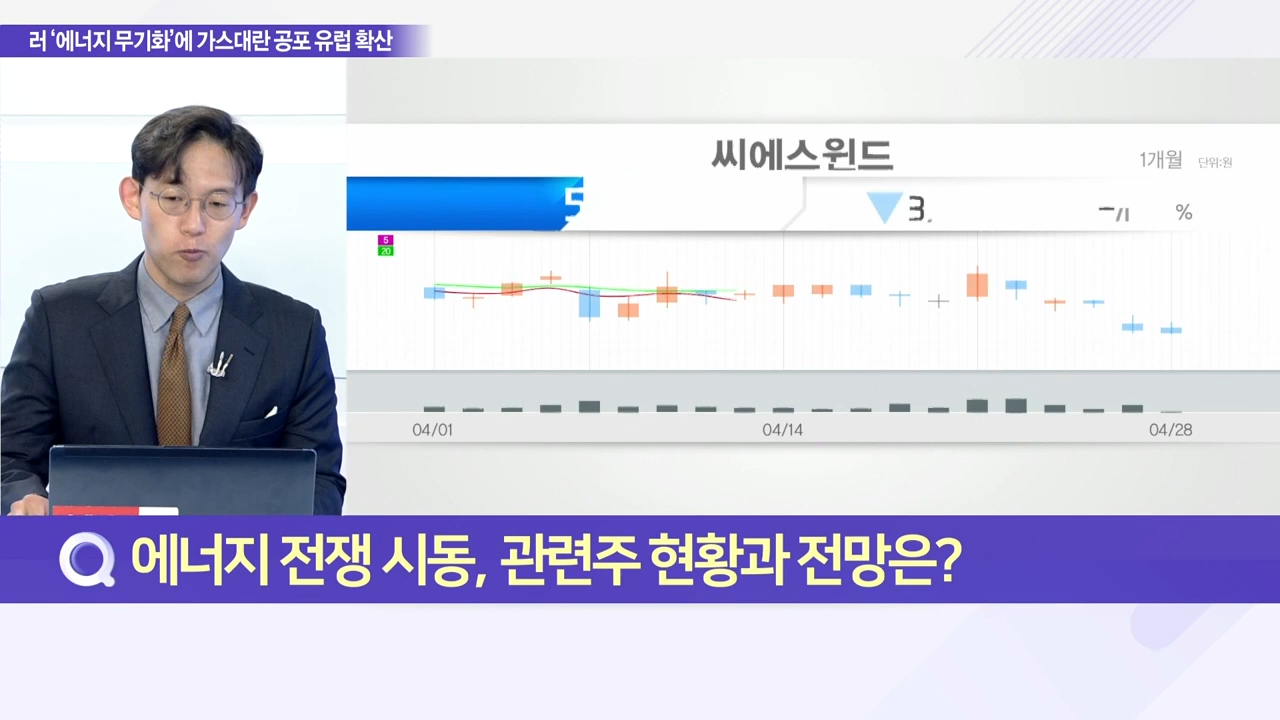 러 ‘에너지 무기화’에 가스대란 공포 유럽 확산
씨에스윈드
1개월 단위:원
5
▼3.
%
5
20
04/01 04/14 04/28
에너지 전쟁 시동, 관련주 현황과 전망은?